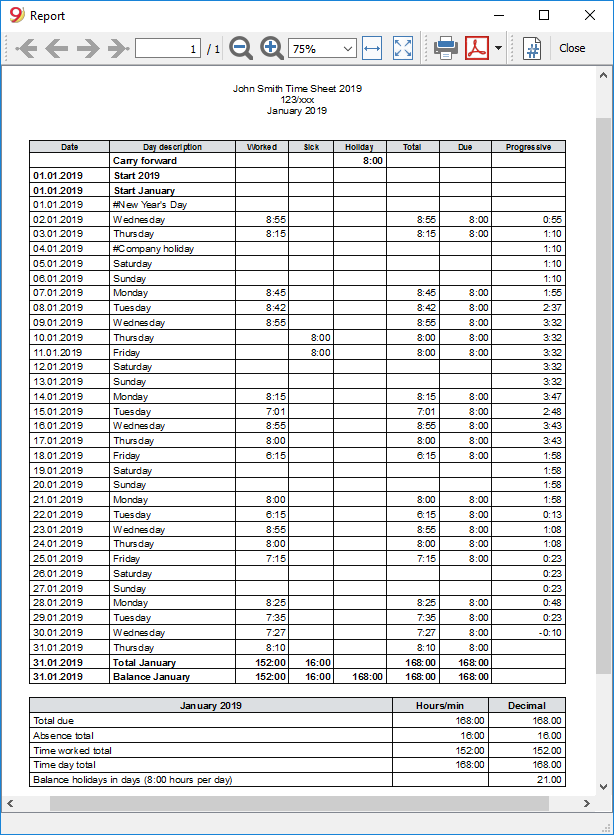 Report
1 / 1 75% Close
John Smith Time Sheet 2019
123/xxx
January 2019
Date Day description Worked Sick Holiday Total Due Progressive
Carry forward 8:00
01.01.2019 Start 2019
01.01.2019 Start January
01.01.2019 #New Year's Day
02.01.2019 Wednesday 8:55 8:55 8:00 0:55
03.01.2019 Thursday 8:15 8:15 8:00 1:10
04.01.2019 #Company holiday 1:10
05.01.2019 Saturday 1:10
06.01.2019 Sunday 1:10
07.01.2019 Monday 8:45 8:45 8:00 1:55
08.01.2019 Tuesday 8:42 8:42 8:00 2:37
09.01.2019 Wednesday 8:55 8:55 8:00 3:32
10.01.2019 Thursday 8:00 8:00 8:00 3:32
11.01.2019 Friday 8:00 8:00 8:00 3:32
12.01.2019 Saturday 3:32
13.01.2019 Sunday 3:32
14.01.2019 Monday 8:15 8:15 8:00 3:47
15.01.2019 Tuesday 7:01 7:01 8:00 2:48
16.01.2019 Wednesday 8:55 8:55 8:00 3:43
17.01.2019 Thursday 8:00 8:00 8:00 3:43
18.01.2019 Friday 6:15 6:15 8:00 1:58
19.01.2019 Saturday 1:58
20.01.2019 Sunday 1:58
21.01.2019 Monday 8:00 8:00 8:00 1:58
22.01.2019 Tuesday 6:15 6:15 8:00 0:13
23.01.2019 Wednesday 8:55 8:55 8:00 1:08
24.01.2019 Thursday 8:00 8:00 8:00 1:08
25.01.2019 Friday 7:15 7:15 8:00 0:23
26.01.2019 Saturday 0:23
27.01.2019 Sunday 0:23
28.01.2019 Monday 8:25 8:25 8:00 0:48
29.01.2019 Tuesday 7:35 7:35 8:00 0:23
30.01.2019 Wednesday 7:27 7:27 8:00 -0:10
31.01.2019 Thursday 8:10 8:10 8:00
31.01.2019 Total January 152:00 16:00 168:00 168:00
31.01.2019 Balance January 152:00 16:00 168:00 168:00 168:00
January 2019 Hours/min Decimal
Total due 168:00 168.00
Absence total 16:00 16.00
Time worked total 152:00 152.00
Time day total 168:00 168.00
Balance holidays in days (8:00 hours per day) 21.00